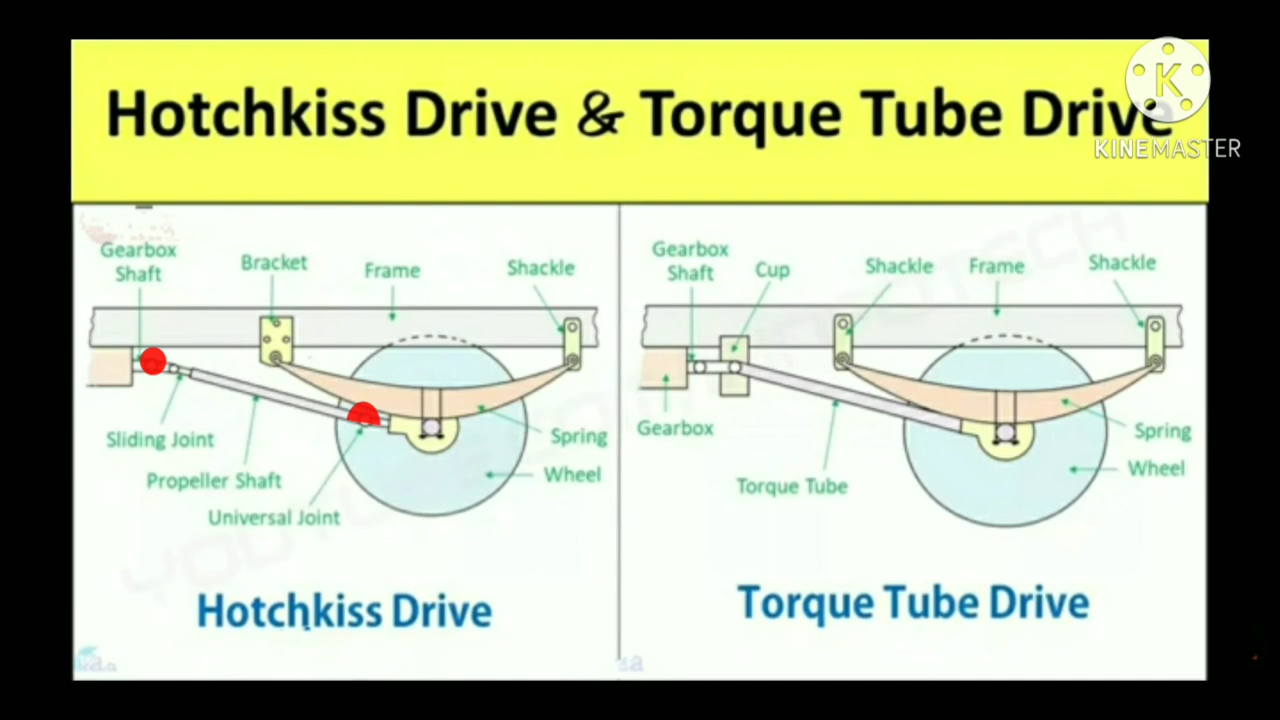 Hotchkiss Drive & Torque Tube Drive
K
KINEMASTER
Gearbox
Shaft
Bracket
Frame
Shackle
Sliding Joint
Propeller Shaft
Universal Joint
Spring
Wheel
Hotchkiss Drive
Gearbox
Shaft
Cup
Shackle
Frame
Shackle
Gearbox
Torque Tube
Spring
Wheel
Torque Tube Drive